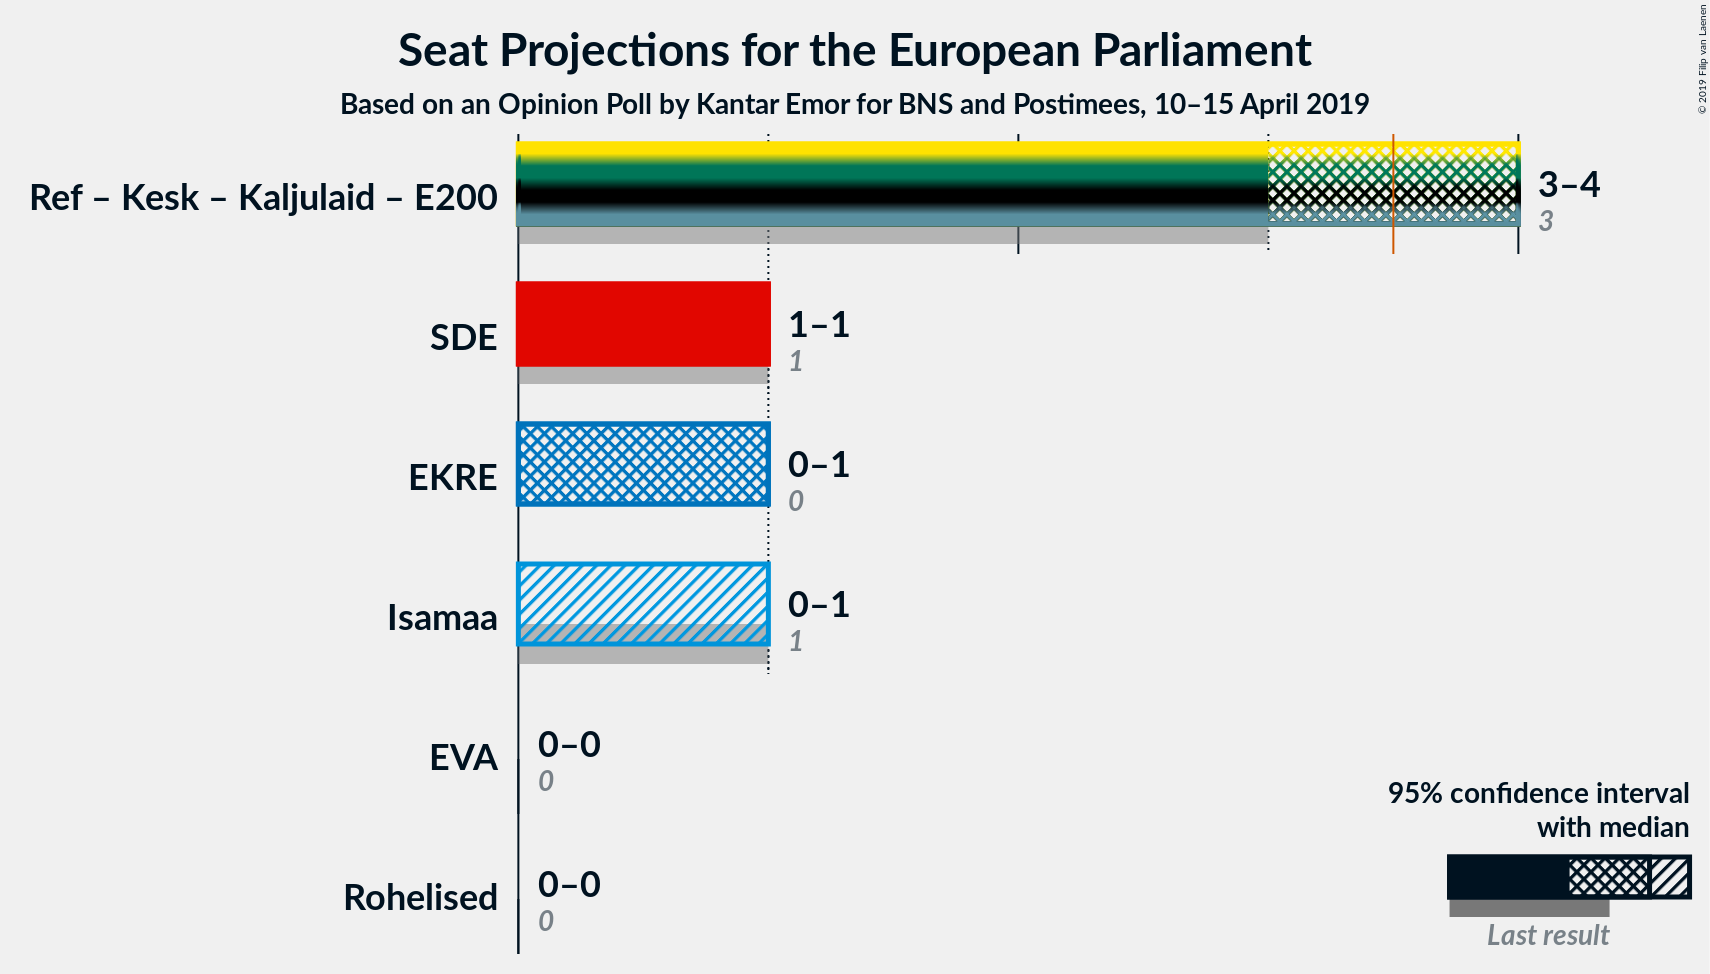 Seat Projections for the European Parliament
Based on an Opinion Poll by Kantar Emor for BNS and Postimees, 10–15 April 2019
© 2019 Filip van Laenen
Ref – Kesk – Kaljulaid – E200
3–4
3
SDE
1–1
1
EKRE
0–1
0
Isamaa
0–1
1
EVA
0–0
0
Rohelised
0–0
0
95% confidence interval
with median
Last result